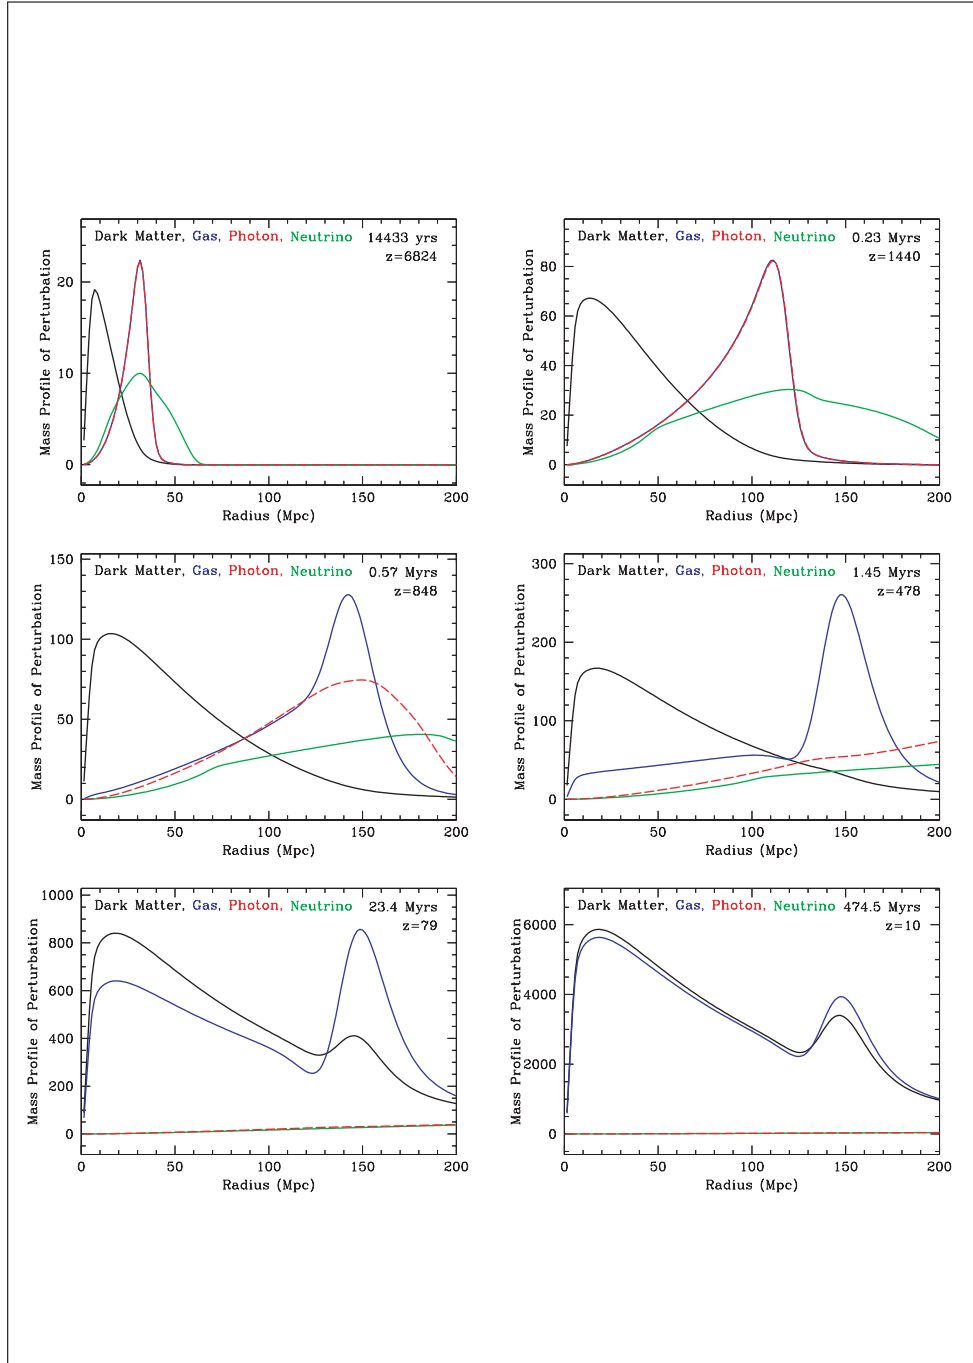 Dark Matter, Gas, Photon, Neutrino 14433 yrs
z=6824
20
10
0
Mass Profile of Perturbation
0 50 100 150 200
Radius (Mpc)
Dark Matter, Gas, Photon, Neutrino 0.23 Myrs
z=1440
80
60
40
20
0
Mass Profile of Perturbation
0 50 100 150 200
Radius (Mpc)
Dark Matter, Gas, Photon, Neutrino 0.57 Myrs
z=848
150
100
50
0
Mass Profile of Perturbation
0 50 100 150 200
Radius (Mpc)
Dark Matter, Gas, Photon, Neutrino 1.45 Myrs
z=478
300
200
100
0
Mass Profile of Perturbation
0 50 100 150 200
Radius (Mpc)
Dark Matter, Gas, Photon, Neutrino 23.4 Myrs
z=79
1000
800
600
400
200
0
Mass Profile of Perturbation
0 50 100 150 200
Radius (Mpc)
Dark Matter, Gas, Photon, Neutrino 474.5 Myrs
z=10
6000
4000
2000
0
Mass Profile of Perturbation
0 50 100 150 200
Radius (Mpc)